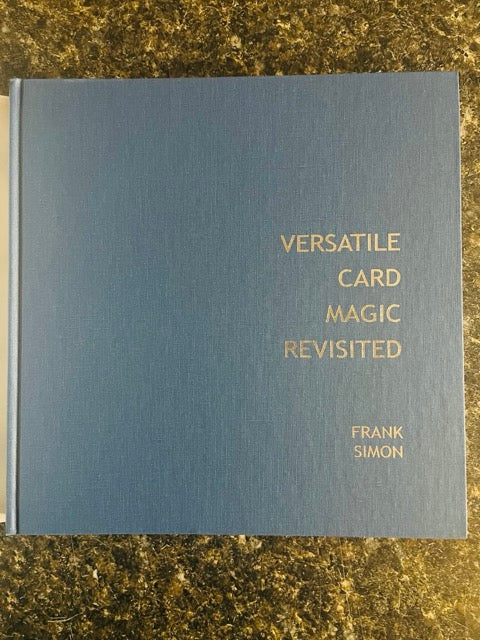 VERSATILE
CARD
MAGIC
REVISITED
FRANK
SIMON